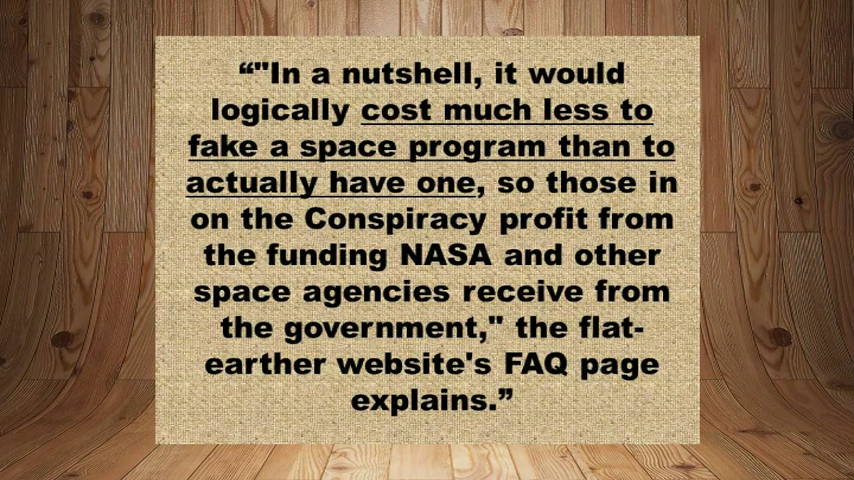 “"In a nutshell, it would
logically cost much less to
fake a space program than to
actually have one, so those in
on the Conspiracy profit from
the funding NASA and other
space agencies receive from
the government," the flat-
earther website's FAQ page
explains.”